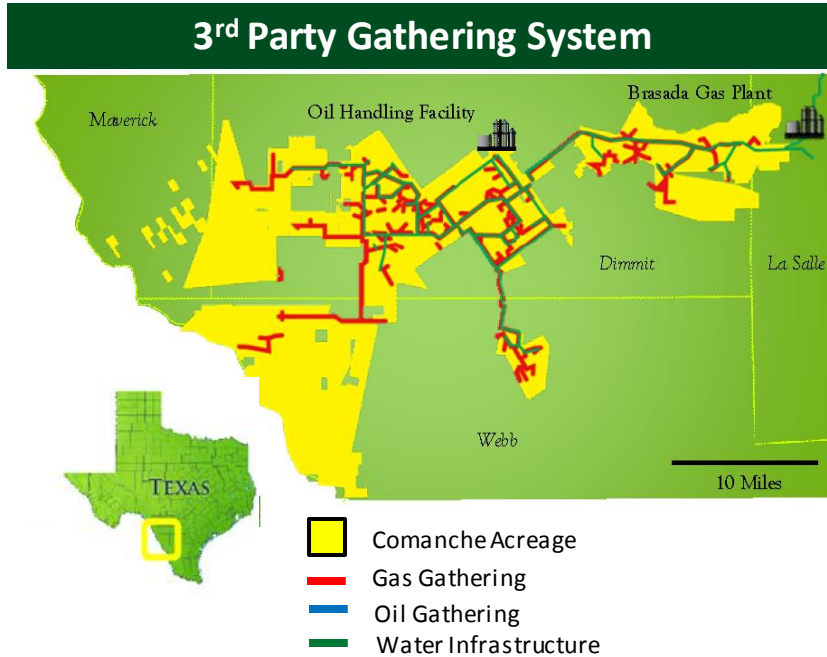 3rd Party Gathering System
Brasada Gas Plant
Maverick
Oil Handling Facility
Dimmit
La Salle
Webb
10 Miles
TEXAS
Comanche Acreage
Gas Gathering
Oil Gathering
Water Infrastructure